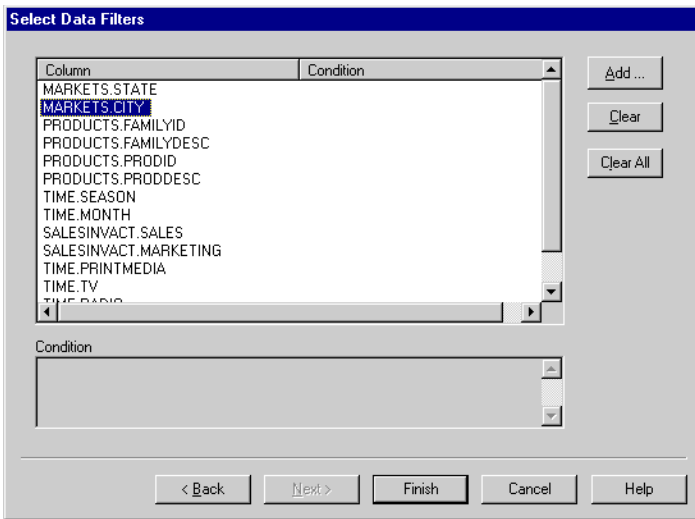 Select Data Filters
Column Condition
MARKETS.STATE
MARKETS.CITY
PRODUCTS.FAMILYID
PRODUCTS.FAMILYDESC
PRODUCTS.PRODID
PRODUCTS.PRODDESC
TIME.SEASON
TIME.MONTH
SALESINVACT.SALES
SALESINVACT.MARKETING
TIME.PRINTMEDIA
TIME.TV
TIME.RADIO
Add ...
Clear
Clear All
Condition
< Back Next > Finish Cancel Help